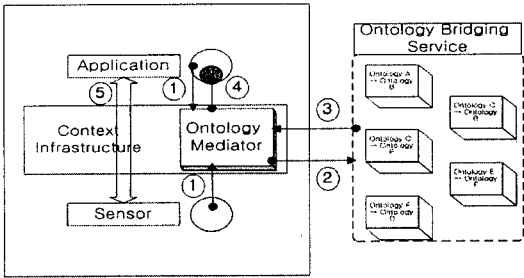 Ontology Bridging
Service
Application
1
4
5
3
Context
Infrastructure
Ontology
Mediator
2
1
Sensor
Ontology A
→ Ontology
B
Ontology C
→ Ontology
Ontology C
→ Ontology
Ontology E
→ Ontology
Ontology F
→ Ontology